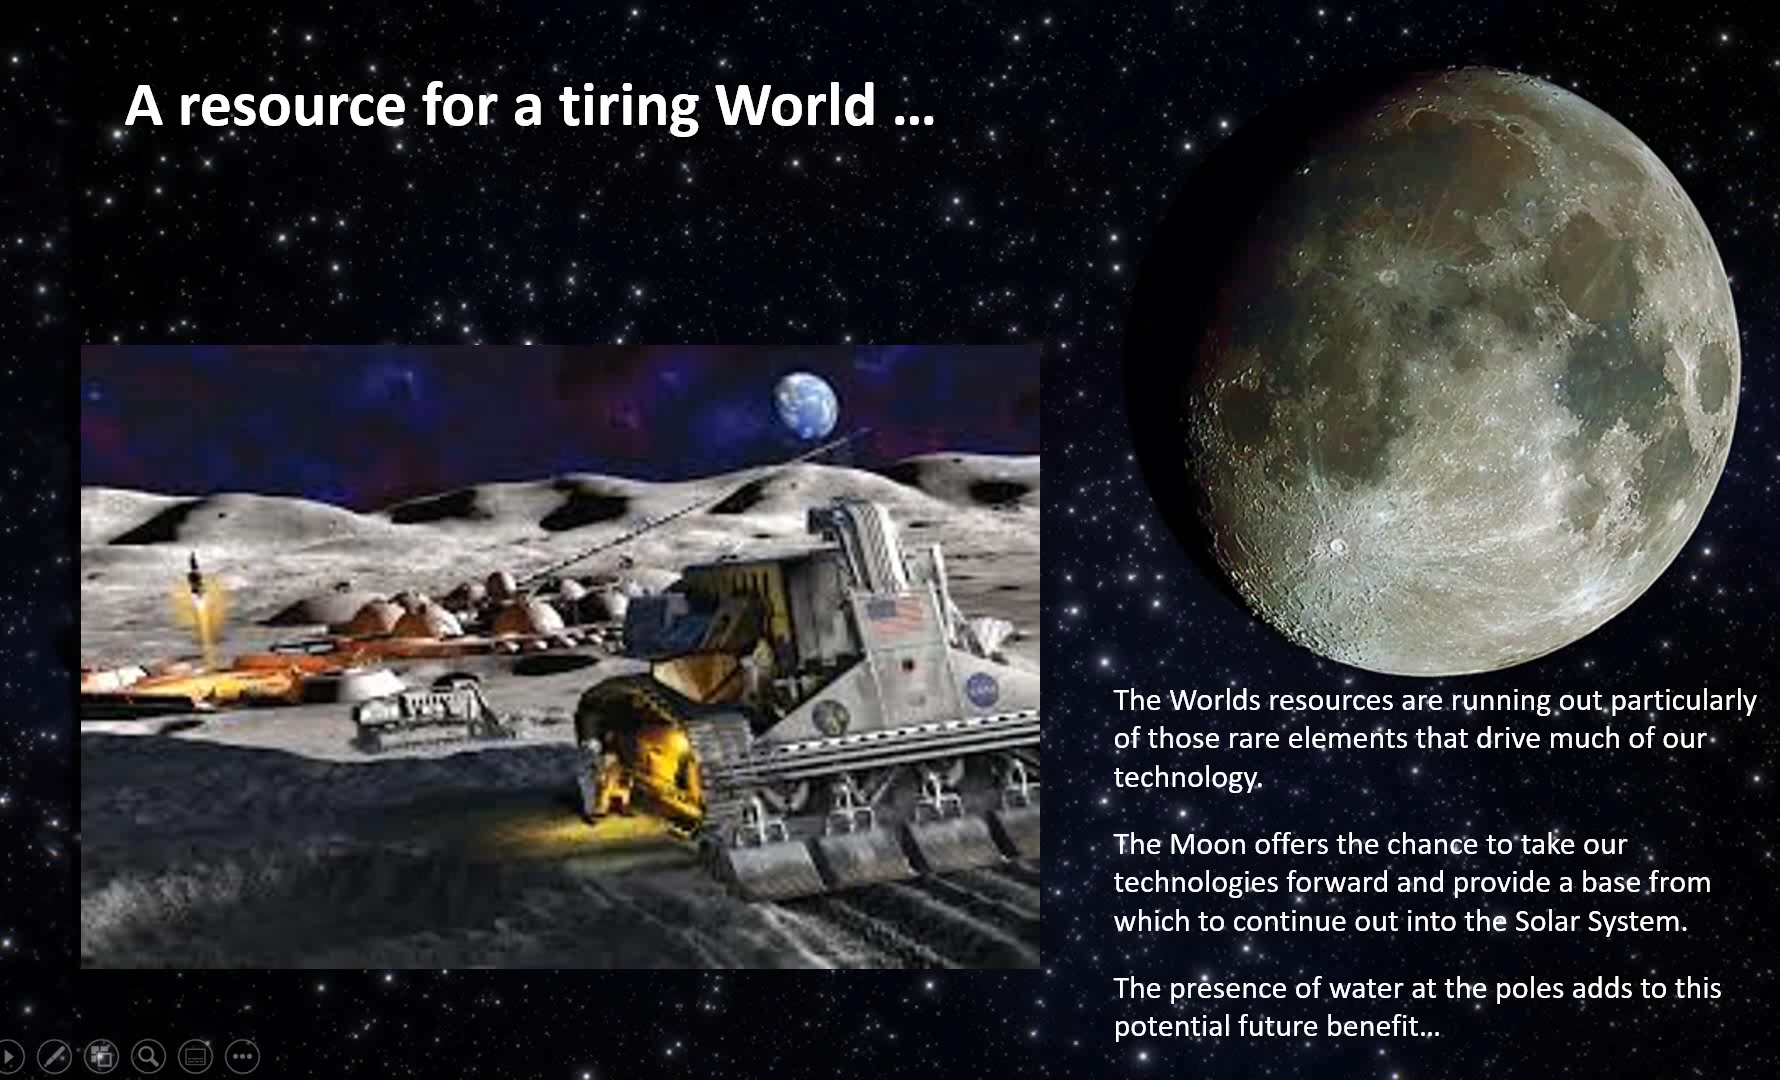 A resource for a tiring World ...
The Worlds resources are running out particularly
of those rare elements that drive much of our
technology.
The Moon offers the chance to take our
technologies forward and provide a base from
which to continue out into the Solar System.
The presence of water at the poles adds to this
potential future benefit...